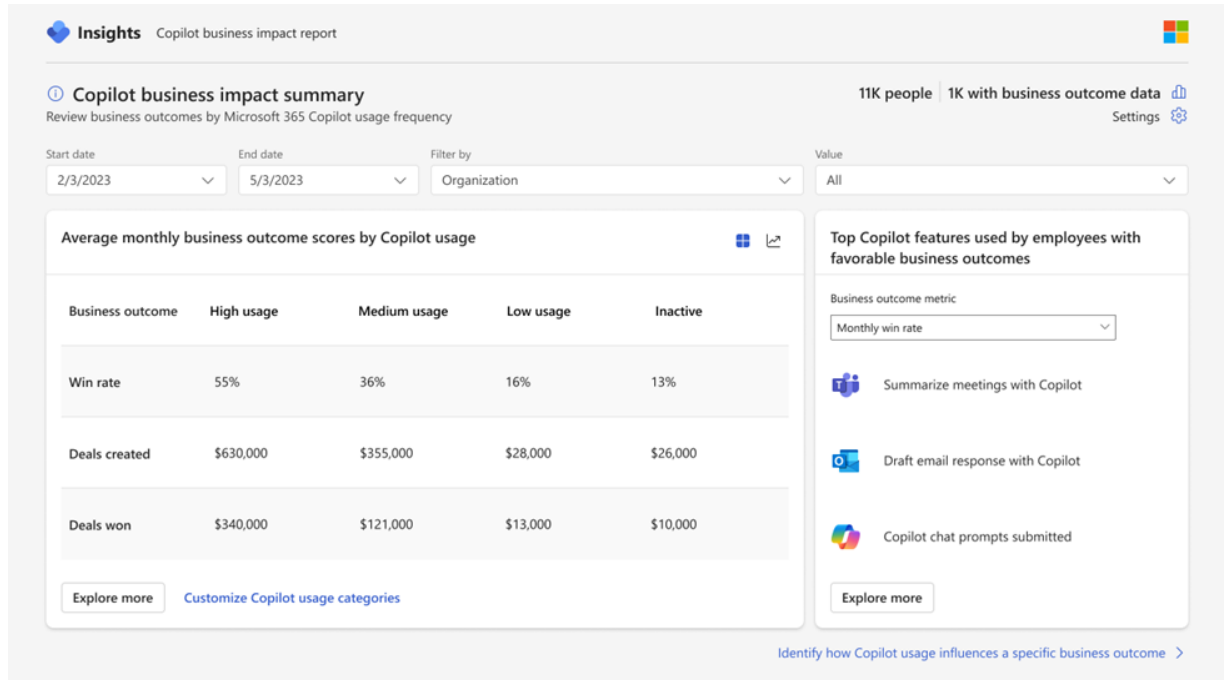 Insights Copilot business impact report
Copilot business impact summary
11K people 1K with business outcome data
Review business outcomes by Microsoft 365 Copilot usage frequency
Settings
Start date End date Filter by Value
2/3/2023 5/3/2023 Organization All
Average monthly business outcome scores by Copilot usage
Business outcome High usage Medium usage Low usage Inactive
Win rate 55% 36% 16% 13%
Deals created $630,000 $355,000 $28,000 $26,000
Deals won $340,000 $121,000 $13,000 $10,000
Explore more Customize Copilot usage categories
Top Copilot features used by employees with
favorable business outcomes
Business outcome metric
Monthly win rate
Summarize meetings with Copilot
Draft email response with Copilot
Copilot chat prompts submitted
Explore more
Identify how Copilot usage influences a specific business outcome